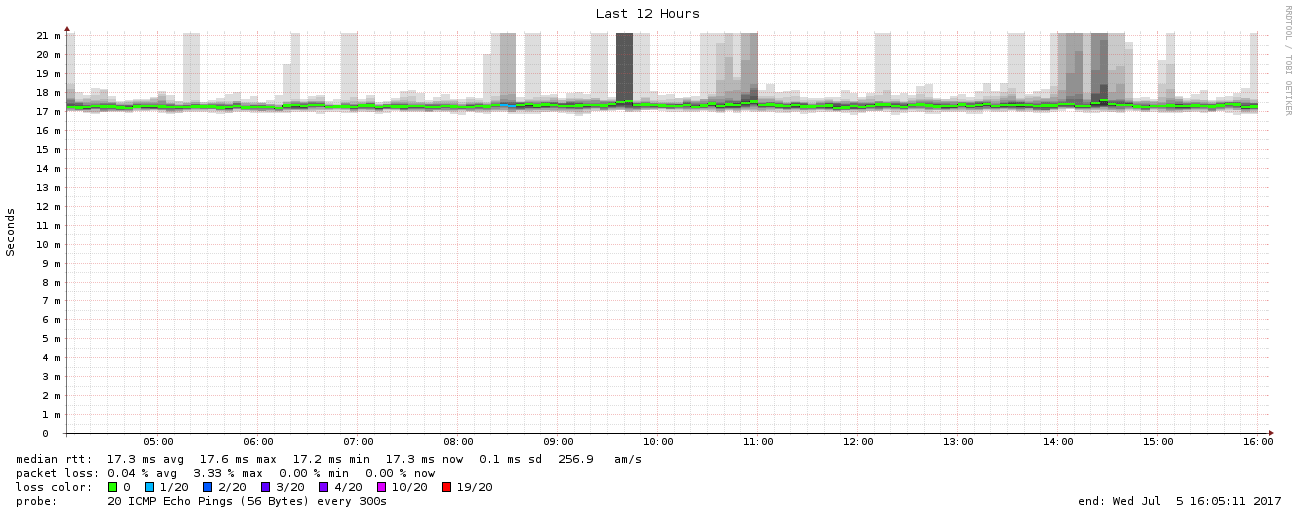 Last 12 Hours
RRDTOOL / TOBI OETIKER
Seconds
21 m
20 m
19 m
18 m
17 m
16 m
15 m
14 m
13 m
12 m
11 m
10 m
9 m
8 m
7 m
6 m
5 m
4 m
3 m
2 m
1 m
0
05:00 06:00 07:00 08:00 09:00 10:00 11:00 12:00 13:00 14:00 15:00 16:00
median rtt: 17.3 ms avg 17.6 ms max 17.2 ms min 17.3 ms now 0.1 ms sd 256.9 am/s
packet loss: 0.04 % avg 3.33 % max 0.00 % min 0.00 % now
loss color: 0 1/20 2/20 3/20 4/20 10/20 19/20
probe: 20 ICMP Echo Pings (56 Bytes) every 300s end: Wed Jul 5 16:05:11 2017